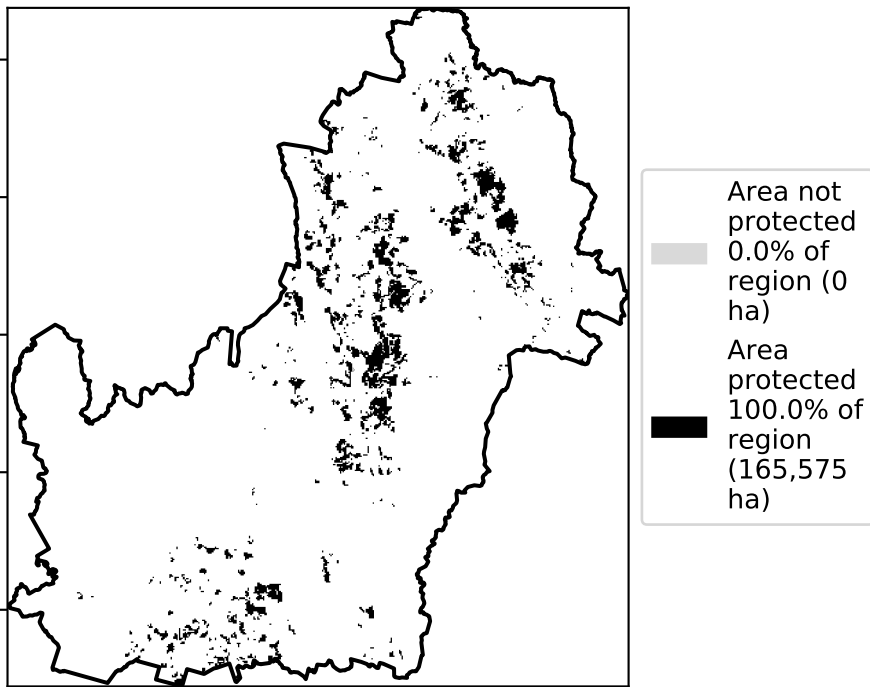 Area not
protected
0.0% of
region (0
ha)
Area
protected
100.0% of
region
(165,575
ha)